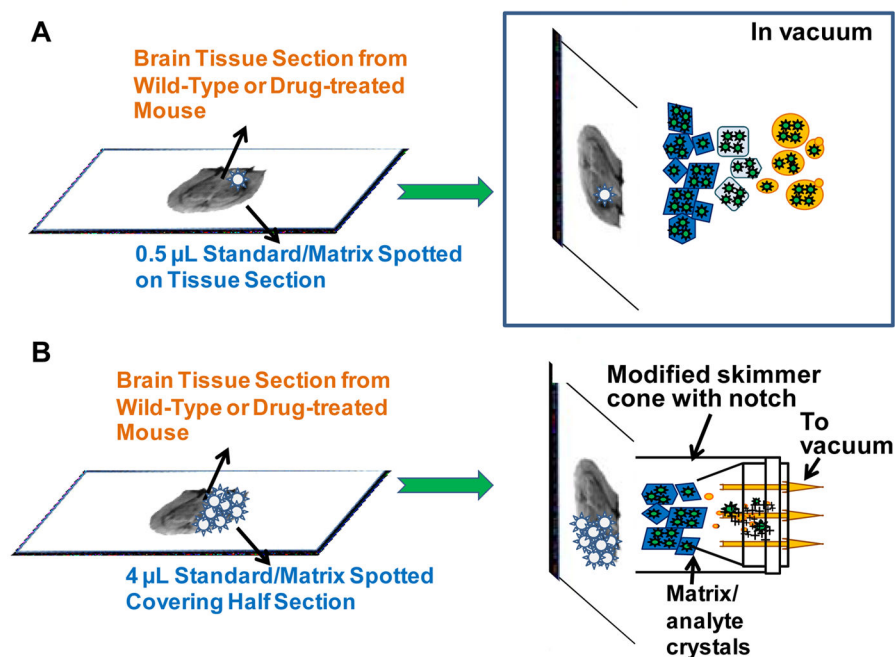 A
Brain Tissue Section from
Wild-Type or Drug-treated
Mouse
0.5 µL Standard/Matrix Spotted
on Tissue Section
In vacuum
B
Brain Tissue Section from
Wild-Type or Drug-treated
Mouse
4 µL Standard/Matrix Spotted
Covering Half Section
Modified skimmer
cone with notch
To
vacuum
Matrix/
analyte
crystals